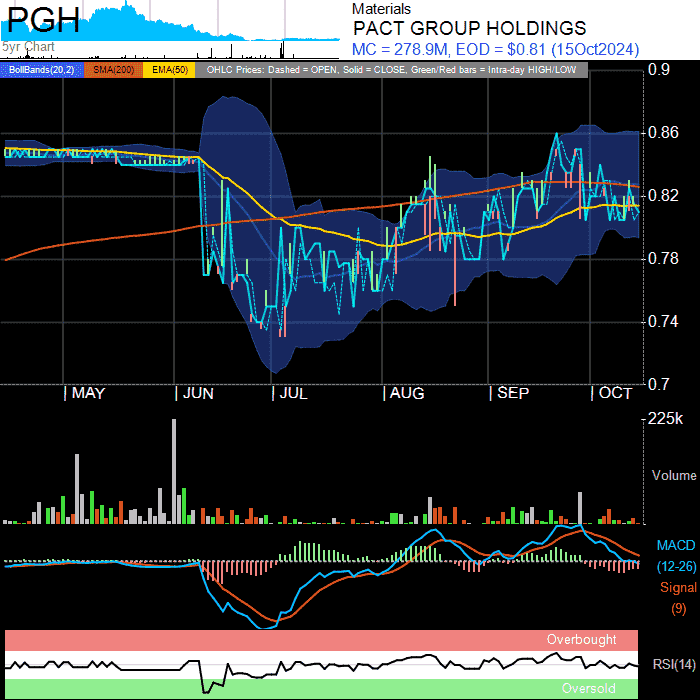 PGH
5yr Chart
Materials
PACT GROUP HOLDINGS
MC = 278.9M, EOD = $0.81 (15Oct2024)
BollBands(20,2) SMA(200) EMA(50) OHLC Prices: Dashed = OPEN, Solid = CLOSE, Green/Red bars = Intra-day HIGH/LOW
0.9
0.86
0.82
0.78
0.74
0.7
MAY JUN JUL AUG SEP OCT
225k
Volume
MACD
(12-26)
Signal
(9)
Overbought
RSI(14)
Oversold